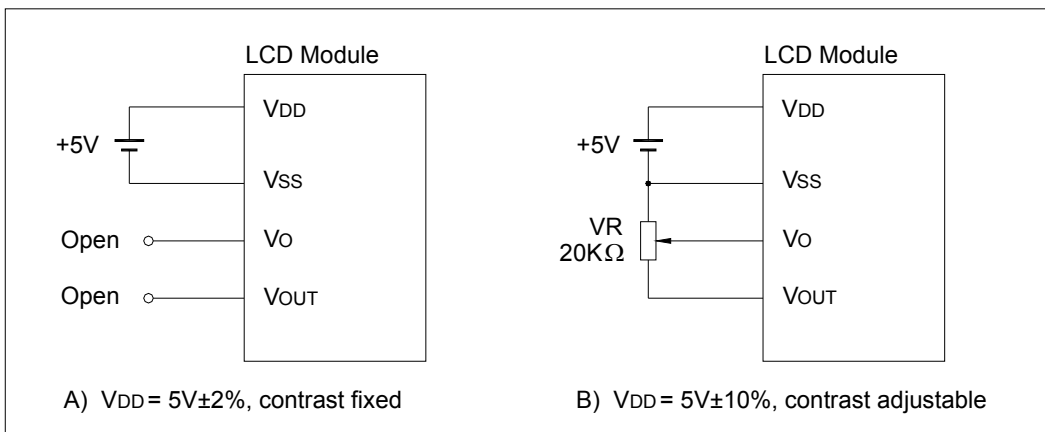 LCD Module
VDD
+5V
VSS
Open
VO
Open
VOUT
A) VDD = 5V±2%, contrast fixed
LCD Module
VDD
+5V
VSS
VR
20KΩ
VO
VOUT
B) VDD = 5V±10%, contrast adjustable